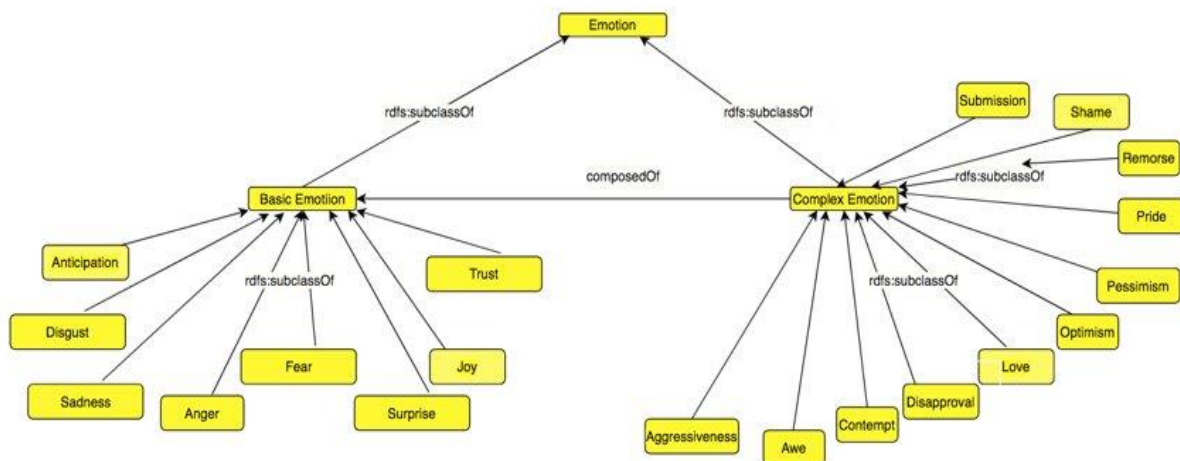 Emotion
rdfs:subclassOf
rdfs:subclassOf
Submission
Shame
Remorse
rdfs:subclassOf
composedOf
Basic Emotiion
Complex Emotion
Pride
Anticipation
Trust
rdfs:subclassOf
rdfs:subclassOf
Pessimism
Disgust
Optimism
Fear
Joy
Love
Sadness
Anger
Surprise
Disapproval
Contempt
Aggressiveness
Awe